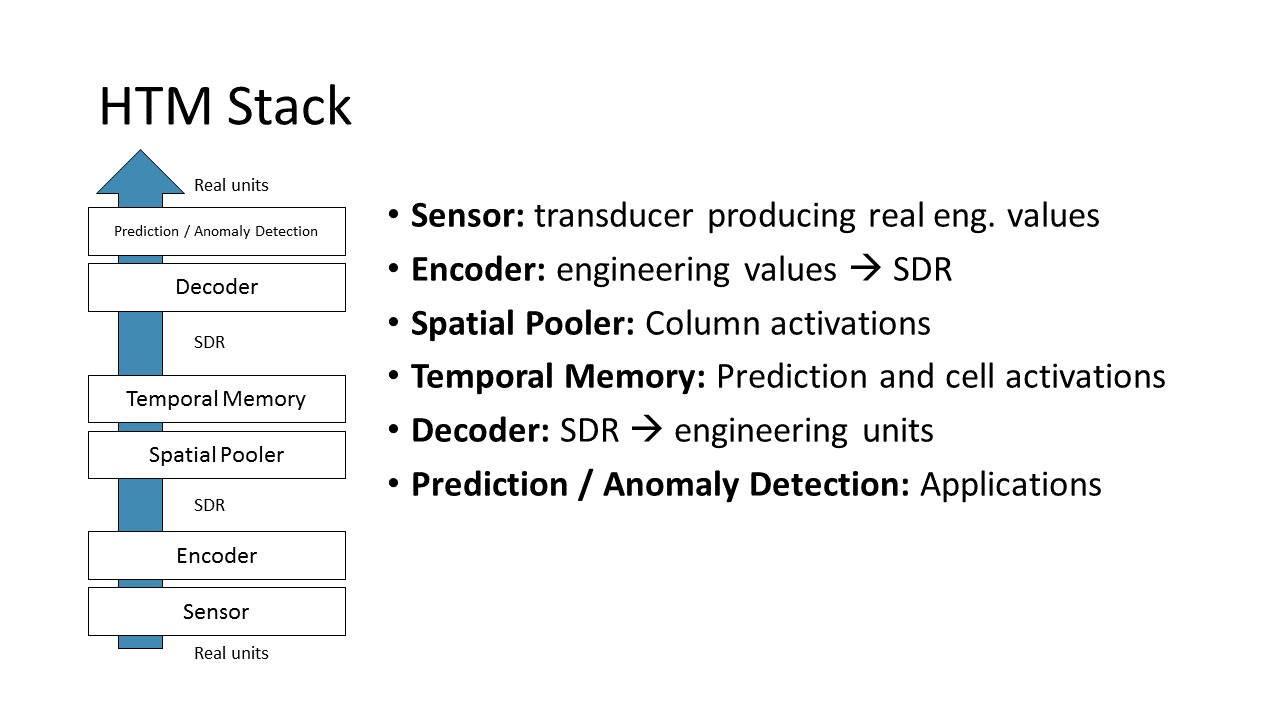 HTM Stack
Real units
Prediction / Anomaly Detection
Decoder
SDR
Temporal Memory
Spatial Pooler
SDR
Encoder
Sensor
Real units
• Sensor: transducer producing real eng. values
• Encoder: engineering values → SDR
• Spatial Pooler: Column activations
• Temporal Memory: Prediction and cell activations
• Decoder: SDR → engineering units
• Prediction / Anomaly Detection: Applications